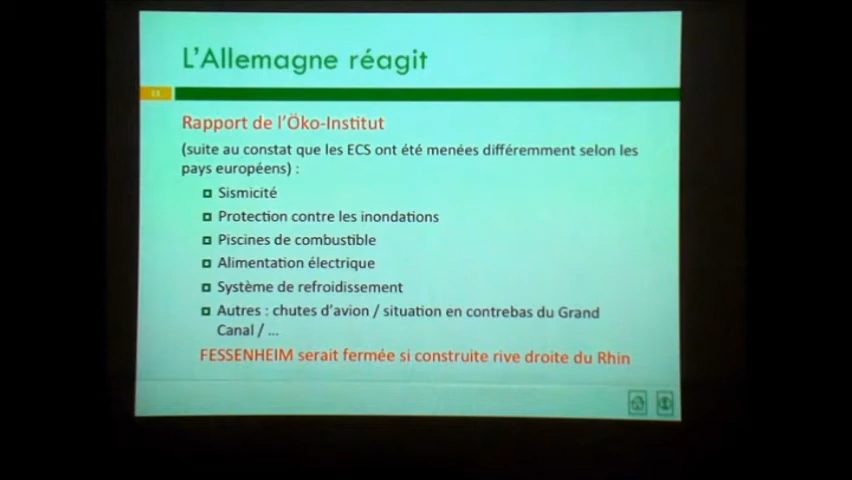 L'Allemagne réagit
Rapport de l'Öko-Institut
(suite au constat que les ECS ont été menées différemment selon les
pays européens) :
Sismicité
Protection contre les inondations
Piscines de combustible
Alimentation électrique
Système de refroidissement
Autres : chutes d'avion / situation en contrebas du Grand
Canal / ...
FESSENHEIM serait fermée si construite rive droite du Rhin